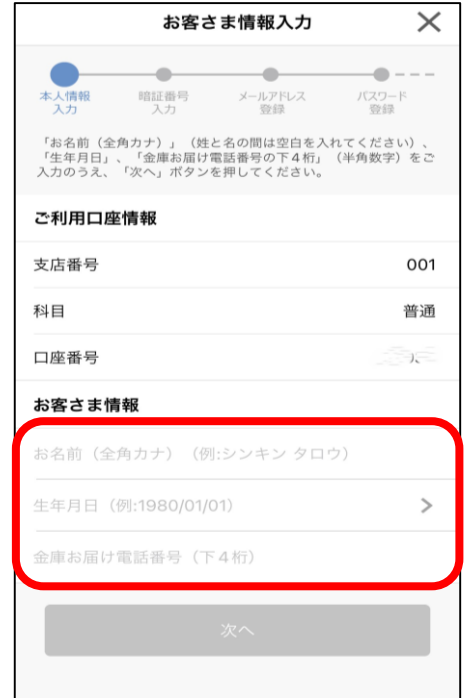 お客さま情報入力
本人情報 暗証番号 メールアドレス パスワード
入力 入力 登録 登録
「お名前（全角カナ）」（姓と名の間は空白を入れてください）、
「生年月日」、「金庫お届け電話番号の下４桁」（半角数字）をご
入力のうえ、「次へ」ボタンを押してください。
ご利用口座情報
支店番号 001
科目 普通
口座番号
お客さま情報
お名前（全角カナ）（例:シンキン タロウ）
生年月日（例:1980/01/01）
金庫お届け電話番号（下４桁）
次へ